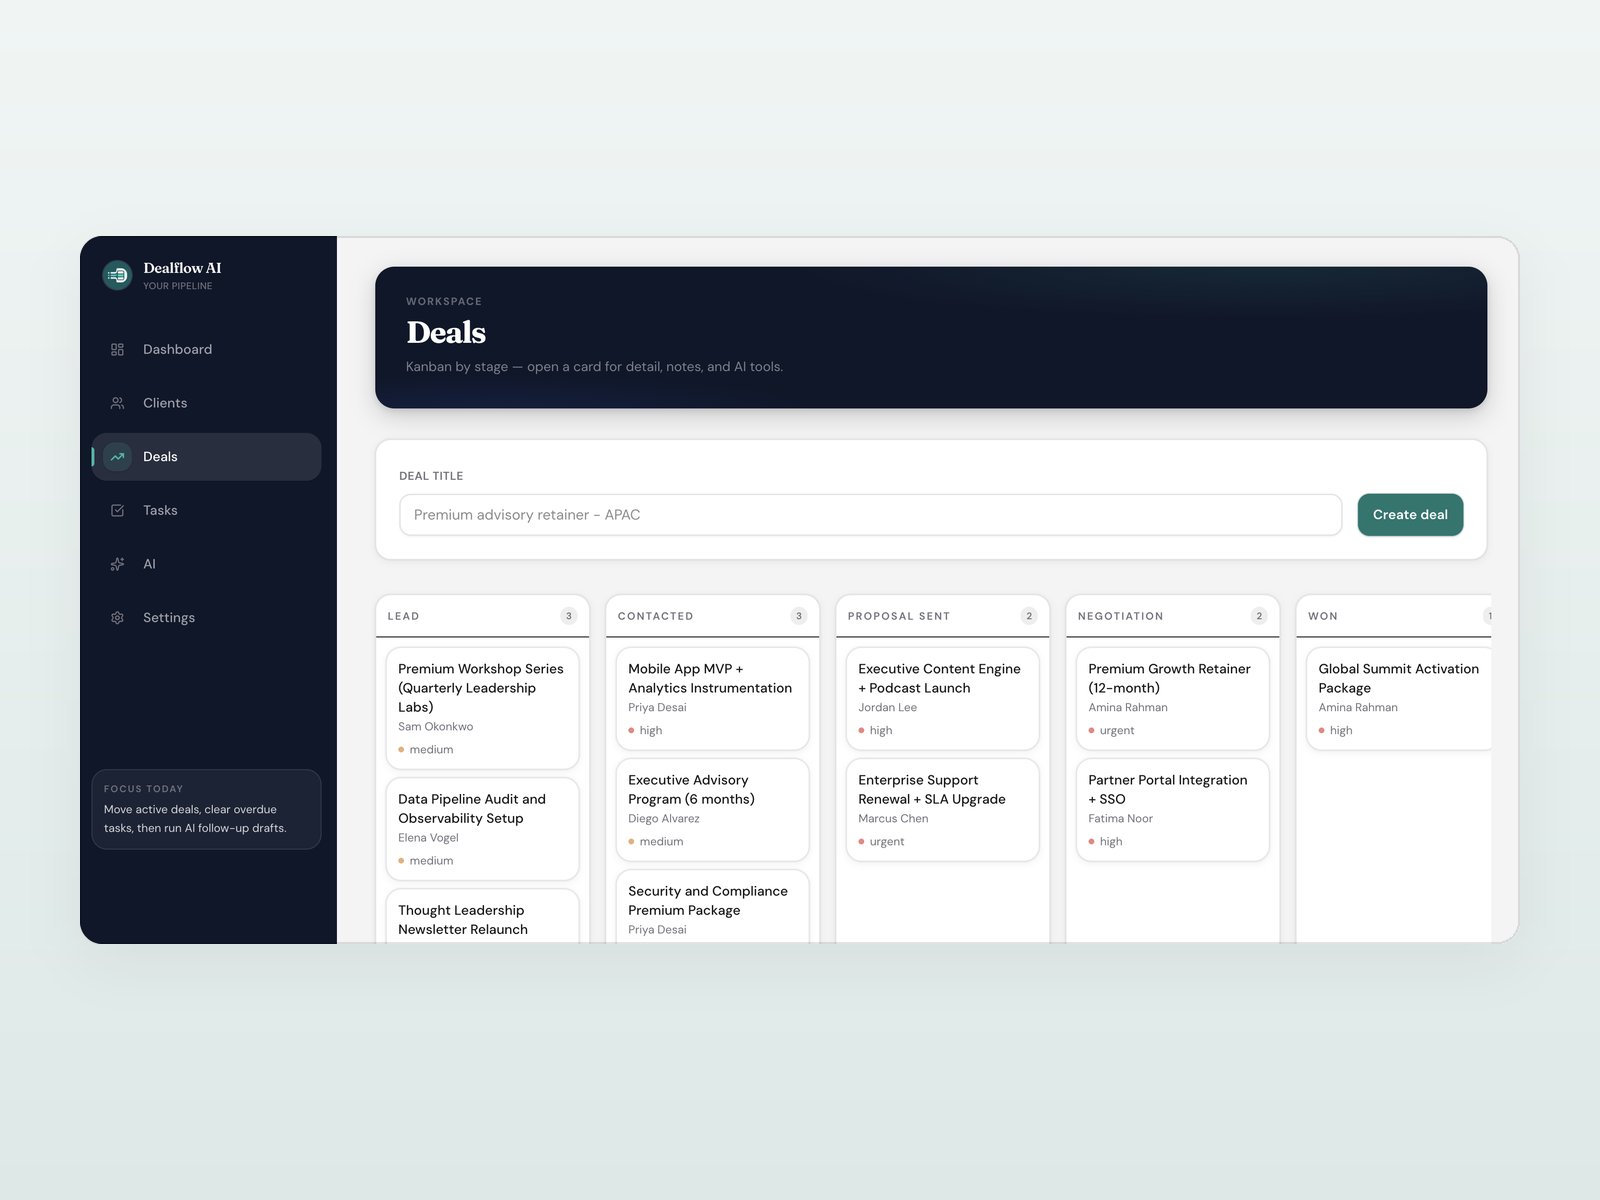 Dealflow AI
YOUR PIPELINE
Dashboard
Clients
Deals
Tasks
AI
Settings
FOCUS TODAY
Move active deals, clear overdue
tasks, then run AI follow-up drafts.
WORKSPACE
Deals
Kanban by stage — open a card for detail, notes, and AI tools.
DEAL TITLE
Premium advisory retainer – APAC
Create deal
LEAD 3
Premium Workshop Series
(Quarterly Leadership
Labs)
Sam Okonkwo
medium
Data Pipeline Audit and
Observability Setup
Elena Vogel
medium
Thought Leadership
Newsletter Relaunch
CONTACTED 3
Mobile App MVP +
Analytics Instrumentation
Priya Desai
high
Executive Advisory
Program (6 months)
Diego Alvarez
medium
Security and Compliance
Premium Package
Priya Desai
PROPOSAL SENT 2
Executive Content Engine
+ Podcast Launch
Jordan Lee
high
Enterprise Support
Renewal + SLA Upgrade
Marcus Chen
urgent
NEGOTIATION 2
Premium Growth Retainer
(12-month)
Amina Rahman
urgent
Partner Portal Integration
+ SSO
Fatima Noor
high
WON 1
Global Summit Activation
Package
Amina Rahman
high